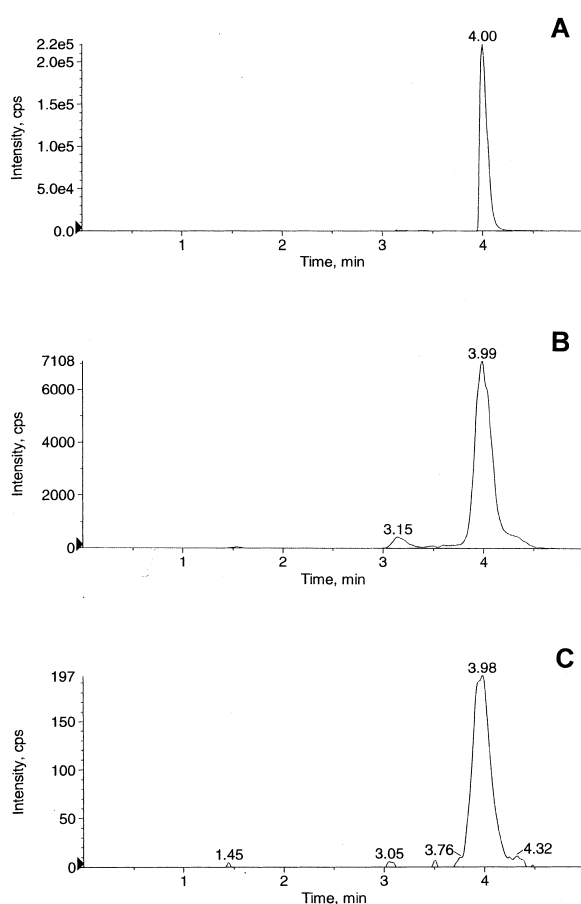 A
4.00
2.2e5
2.0e5
1.5e5
1.0e5
5.0e4
0.0
Intensity, cps
1 2 3 4
Time, min
B
3.99
7108
6000
4000
2000
0
Intensity, cps
3.15
1 2 3 4
Time, min
C
3.98
197
150
100
50
0
Intensity, cps
1.45 3.05 3.76 4.32
1 2 3 4
Time, min